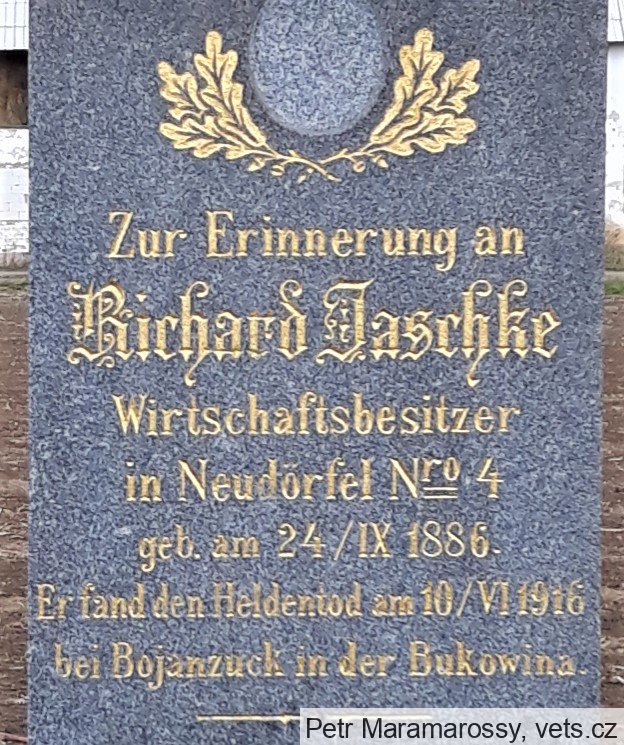 Zur Erinnerung an
Richard Jaschke
Wirtschaftsbesitzer
in Neudörfel Nro 4
geb. am 24/IX 1886.
Er fand den Heldentod am 10/VI 1916
bei Bojanzuck in der Bukowina.
Petr Maramarossy, vets.cz